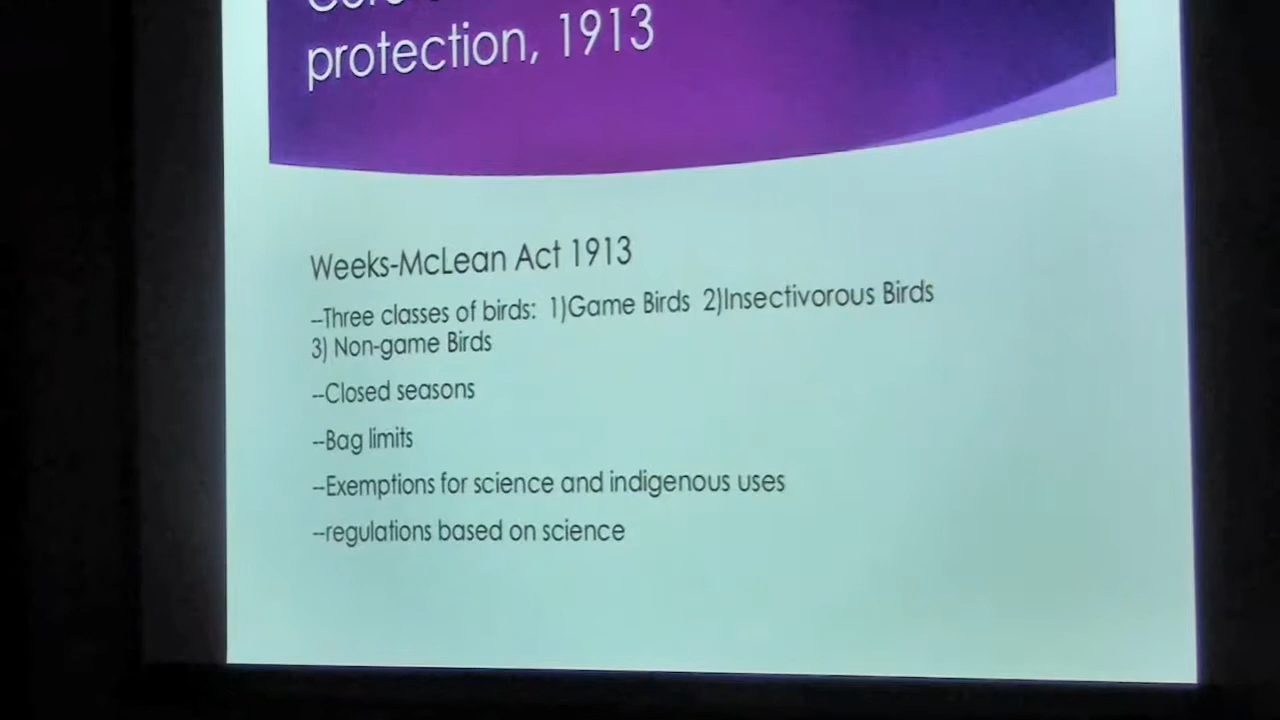 protection, 1913
Weeks-McLean Act 1913
--Three classes of birds: 1)Game Birds 2)Insectivorous Birds
3) Non-game Birds
--Closed seasons
--Bag limits
--Exemptions for science and indigenous uses
--regulations based on science